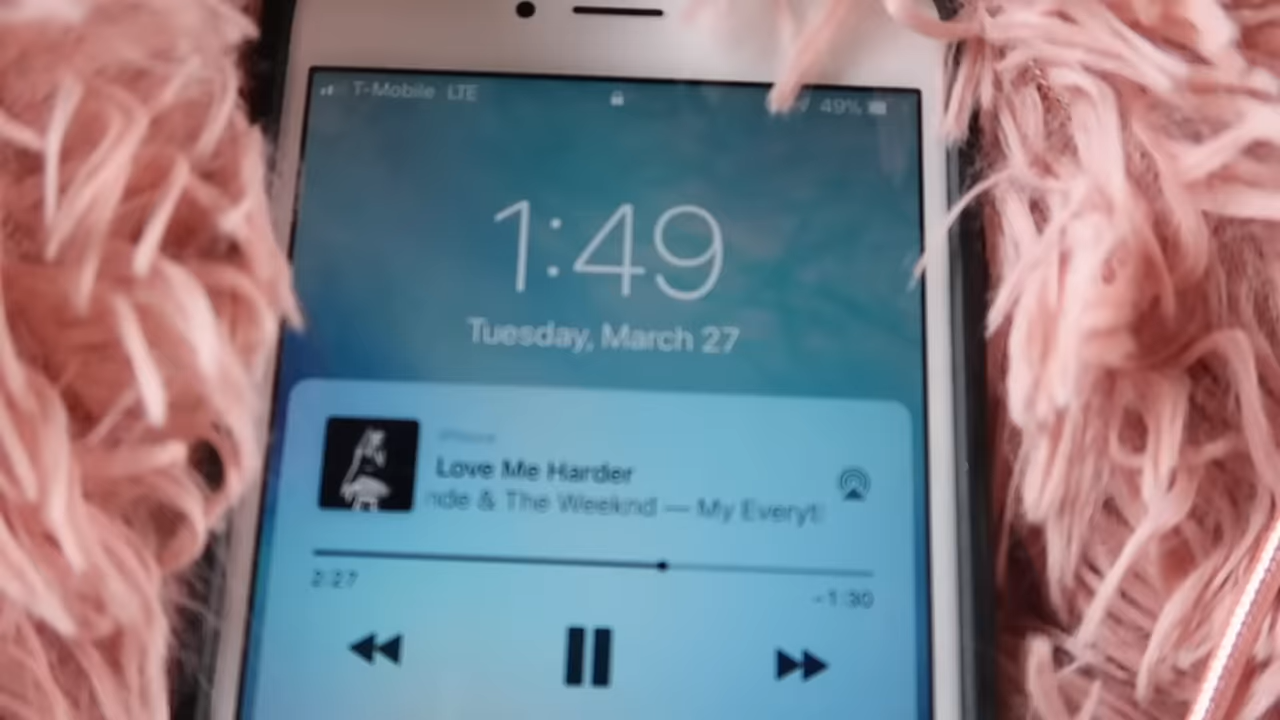 T-Mobile LTE 49%
1:49
Tuesday, March 27
iPhone
Love Me Harder
nde & The Weeknd — My Everyt
2:27 -1:30